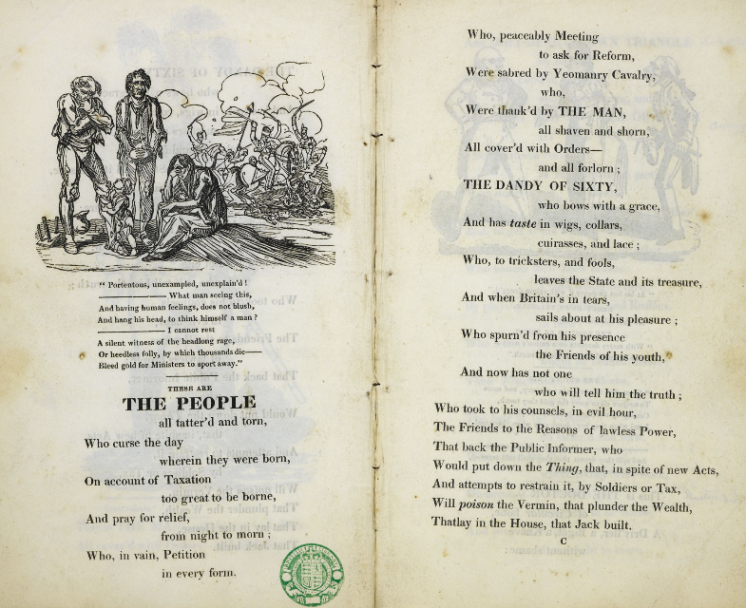 “ Portentous, unexampled, unexplain’d !
———— What man seeing this,
And having human feelings, does not blush,
And hang his head, to think himself a man ?
———— I cannot rest
A silent witness of the headlong rage,
Or heedless folly, by which thousands die—
Bleed gold for Ministers to sport away.”
THESE ARE
THE PEOPLE
all tatter’d and torn,
Who curse the day
wherein they were born,
On account of Taxation
too great to be borne,
And pray for relief,
from night to morn ;
Who, in vain, Petition
in every form.
Who, peaceably Meeting
to ask for Reform,
Were sabred by Yeomanry Cavalry,
who,
Were thank’d by THE MAN,
all shaven and shorn,
All cover’d with Orders—
and all forlorn ;
THE DANDY OF SIXTY,
who bows with a grace,
And has taste in wigs, collars,
cuirasses, and lace ;
Who, to tricksters, and fools,
leaves the State and its treasure,
And when Britain’s in tears,
sails about at his pleasure ;
Who spurn’d from his presence
the Friends of his youth,
And now has not one
who will tell him the truth ;
Who took to his counsels, in evil hour,
The Friends to the Reasons of lawless Power,
That back the Public Informer, who
Would put down the Thing, that, in spite of new Acts,
And attempts to restrain it, by Soldiers or Tax,
Will poison the Vermin, that plunder the Wealth,
Thatlay in the House, that Jack built.
C